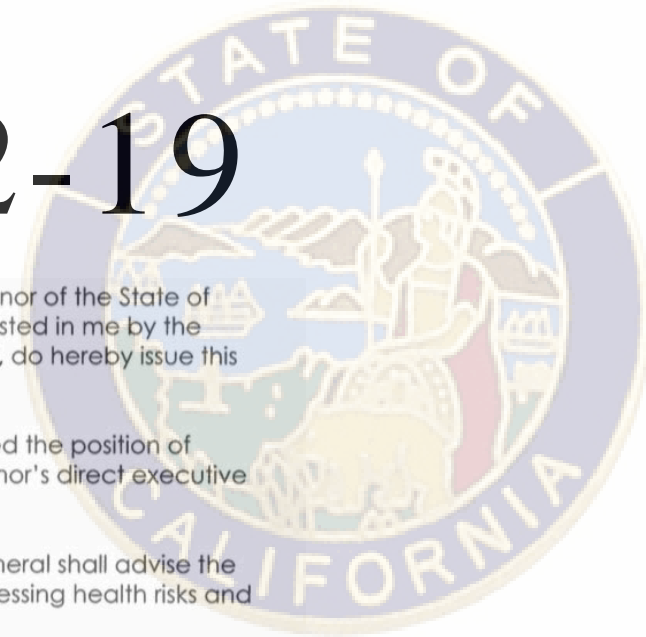 STATE OF
2-19
nor of the State of
sted in me by the
, do hereby issue this
d the position of
nor's direct executive
neral shall advise the
essing health risks and
CALIFORNIA